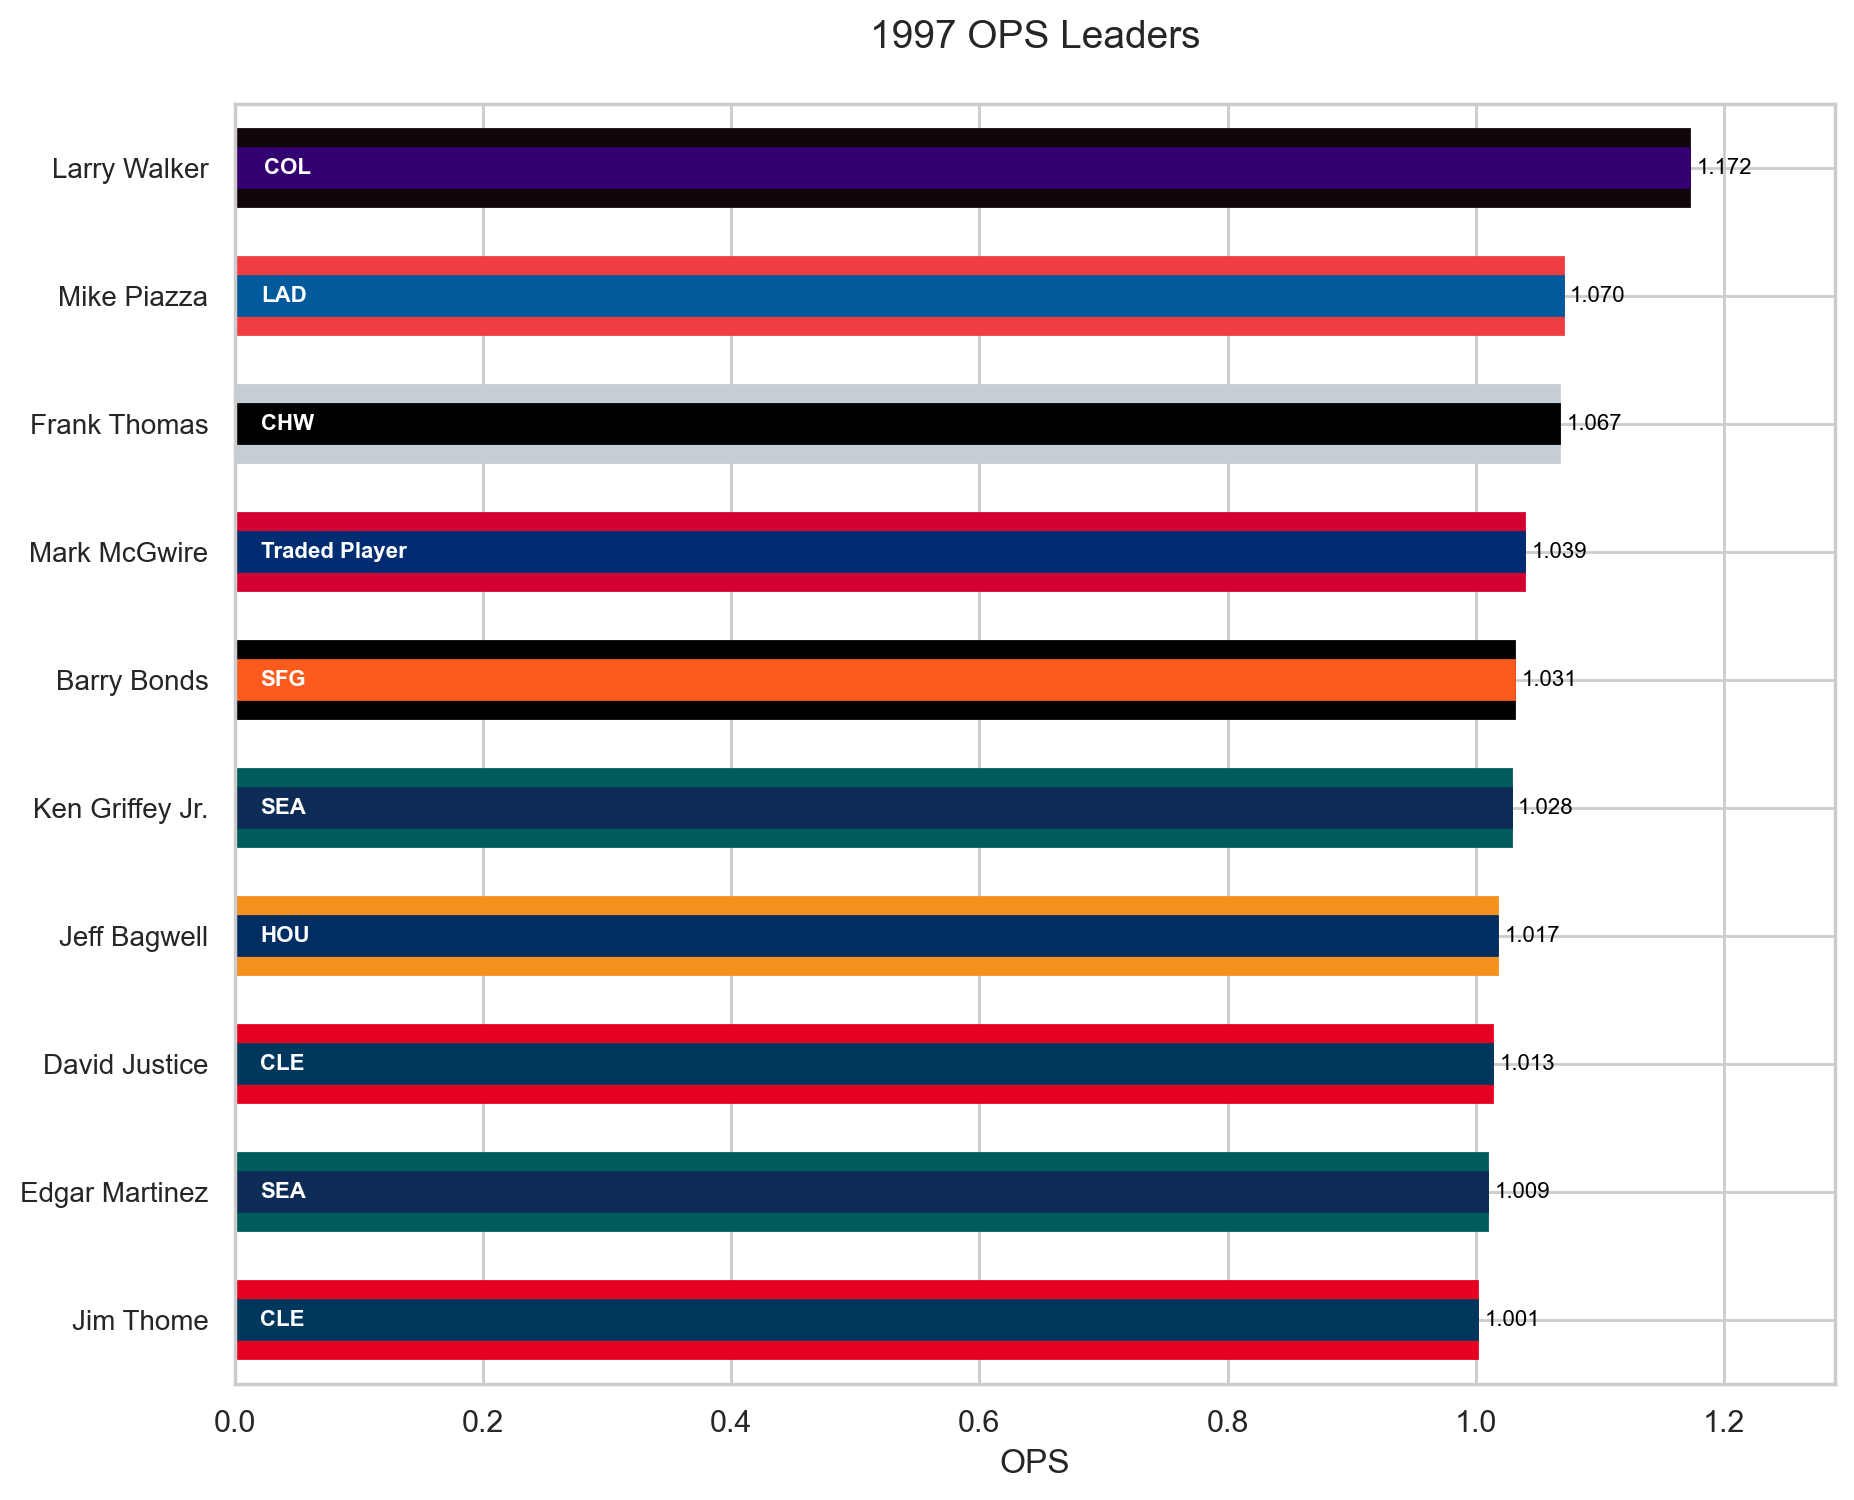 1997 OPS Leaders
Larry Walker COL 1.172
Mike Piazza LAD 1.070
Frank Thomas CHW 1.067
Mark McGwire Traded Player 1.039
Barry Bonds SFG 1.031
Ken Griffey Jr. SEA 1.028
Jeff Bagwell HOU 1.017
David Justice CLE 1.013
Edgar Martinez SEA 1.009
Jim Thome CLE 1.001
0.0 0.2 0.4 0.6 0.8 1.0 1.2
OPS